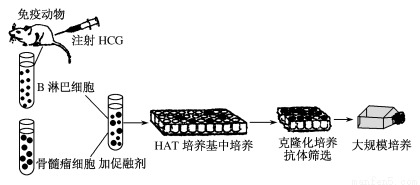 免疫动物
注射 HCG
B 淋巴细胞
骨髓瘤细胞 加促融剂
HAT 培养基中培养
克隆化培养
抗体筛选
大规模培养